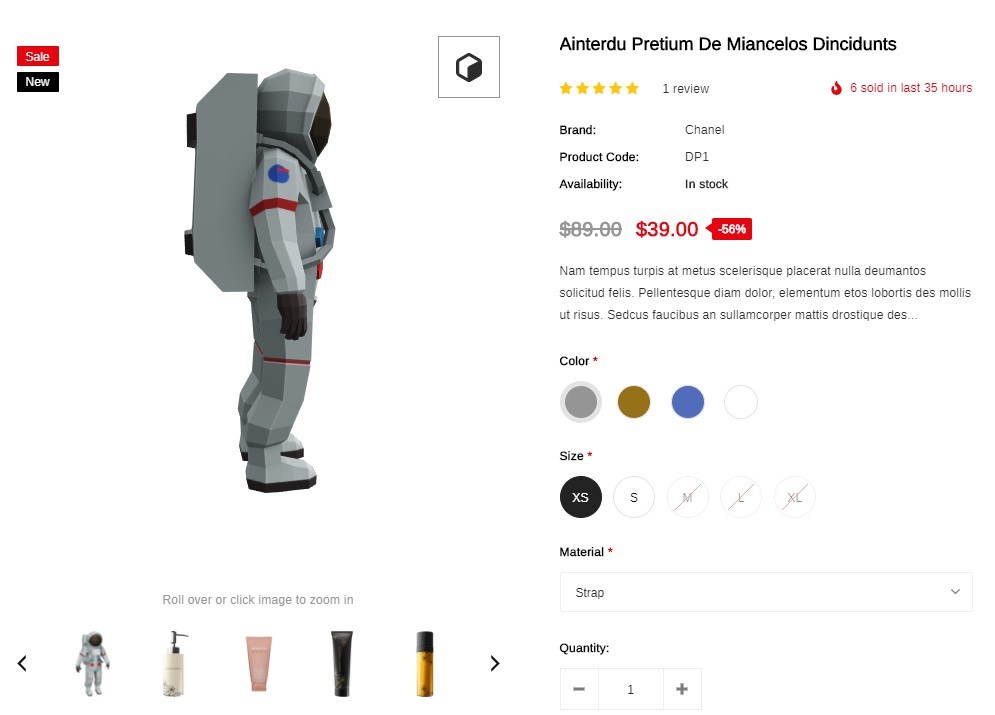 Sale
New
Ainterdu Pretium De Miancelos Dincidunts
1 review
6 sold in last 35 hours
Brand: Chanel
Product Code: DP1
Availability: In stock
$89.00 $39.00 -56%
Nam tempus turpis at metus scelerisque placerat nulla deumantos
solicitud felis. Pellentesque diam dolor, elementum etos lobortis des mollis
ut risus. Sedcus faucibus an sullamcorper mattis drostique des...
Color *
Size *
XS S M L XL
Material *
Strap
Roll over or click image to zoom in
Quantity:
1